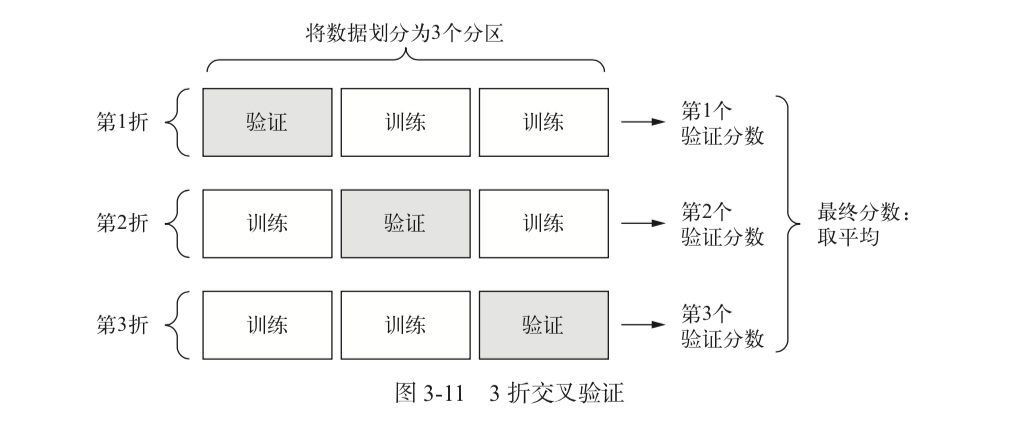 将数据划分为3个分区
第1折
验证
训练
训练
第1个
验证分数
第2折
训练
验证
训练
第2个
验证分数
最终分数：
取平均
第3折
训练
训练
验证
第3个
验证分数
图 3-11 3 折交叉验证